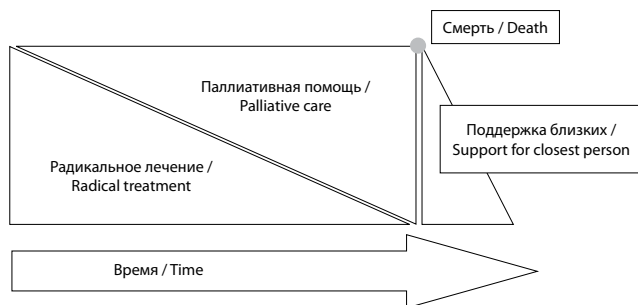 Смерть / Death
Паллиативная помощь /
Palliative care
Поддержка близких /
Support for closest person
Радикальное лечение /
Radical treatment
Время / Time